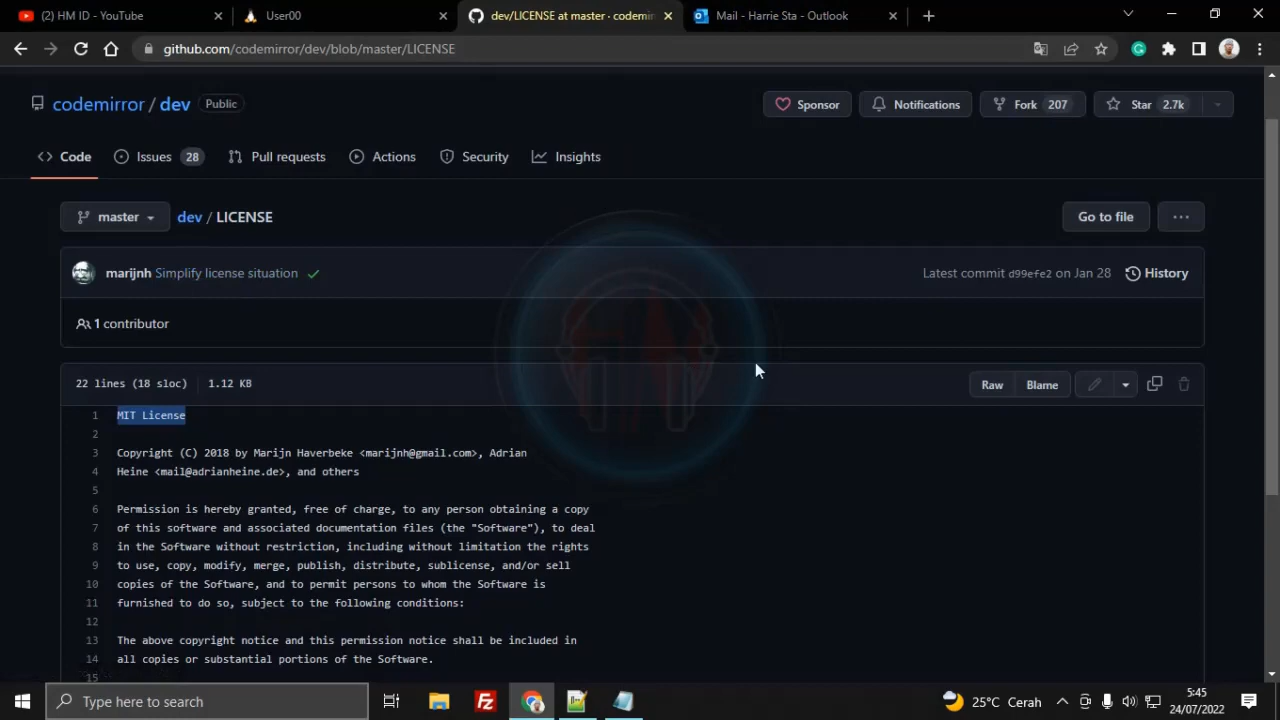 (2) HM ID - YouTube
User00
dev/LICENSE at master · codemir
Mail - Harrie Sta - Outlook
github.com/codemirror/dev/blob/master/LICENSE
codemirror / dev Public
Sponsor
Notifications
Fork 207
Star 2.7k
Code
Issues 28
Pull requests
Actions
Security
Insights
master
dev / LICENSE
Go to file
marijnh Simplify license situation
Latest commit d99efe2 on Jan 28
History
1 contributor
22 lines (18 sloc) 1.12 KB
Raw
Blame
1 MIT License
2
3 Copyright (C) 2018 by Marijn Haverbeke <marijnh@gmail.com>, Adrian
4 Heine <mail@adrianheine.de>, and others
5
6 Permission is hereby granted, free of charge, to any person obtaining a copy
7 of this software and associated documentation files (the "Software"), to deal
8 in the Software without restriction, including without limitation the rights
9 to use, copy, modify, merge, publish, distribute, sublicense, and/or sell
10 copies of the Software, and to permit persons to whom the Software is
11 furnished to do so, subject to the following conditions:
12
13 The above copyright notice and this permission notice shall be included in
14 all copies or substantial portions of the Software.
15
Type here to search
25°C Cerah
5:45
24/07/2022